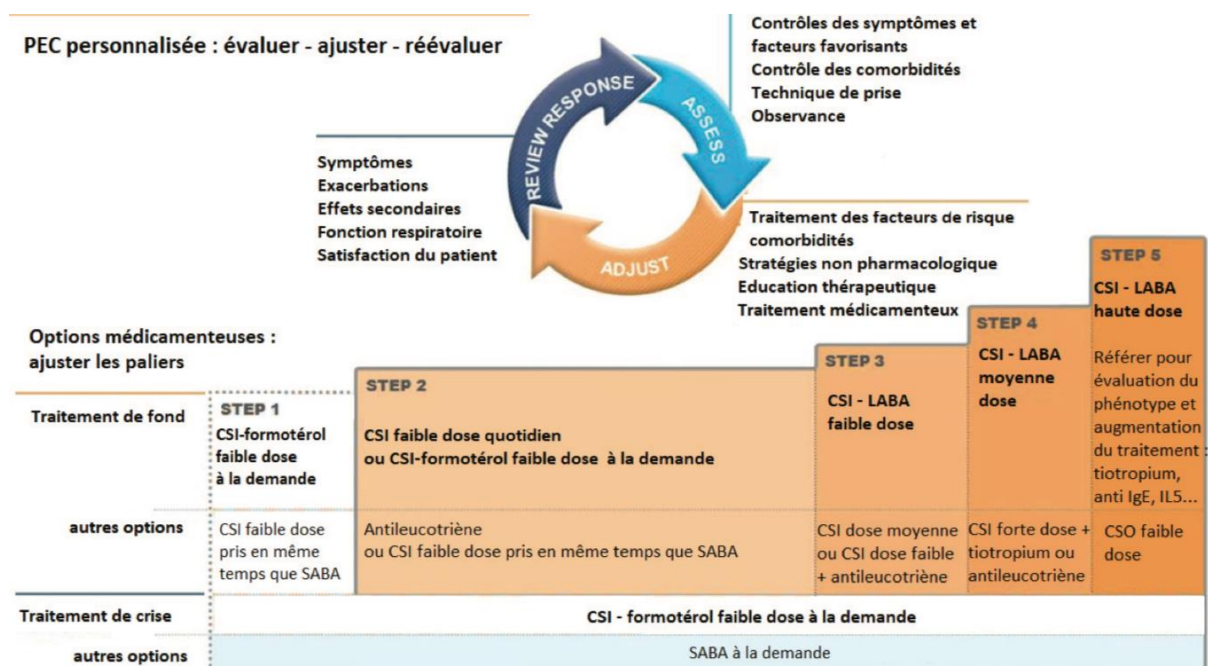 PEC personnalisée : évaluer - ajuster - réévaluer
Contrôles des symptômes et
facteurs favorisants
Contrôle des comorbidités
Technique de prise
Observance
REVIEW RESPONSE
ASSESS
ADJUST
Symptômes
Exacerbations
Effets secondaires
Fonction respiratoire
Satisfaction du patient
Traitement des facteurs de risque
comorbidités
Stratégies non pharmacologique
Education thérapeutique
Traitement médicamenteux
Options médicamenteuses :
ajuster les paliers
Traitement de fond
STEP 1
CSI-formotérol
faible dose
à la demande
STEP 2
CSI faible dose quotidien
ou CSI-formotérol faible dose à la demande
STEP 3
CSI - LABA
faible dose
STEP 4
CSI - LABA
moyenne
dose
STEP 5
CSI - LABA
haute dose
Référer pour
évaluation du
phénotype et
augmentation
du traitement :
tiotropium,
anti IgE, IL5...
autres options
CSI faible dose
pris en même
temps que SABA
Antileucotriène
ou CSI faible dose pris en même temps que SABA
CSI dose moyenne
ou CSI dose faible
+ antileucotriène
CSI forte dose +
tiotropium ou
antileucotriène
CSO faible
dose
Traitement de crise
CSI - formotérol faible dose à la demande
autres options
SABA à la demande